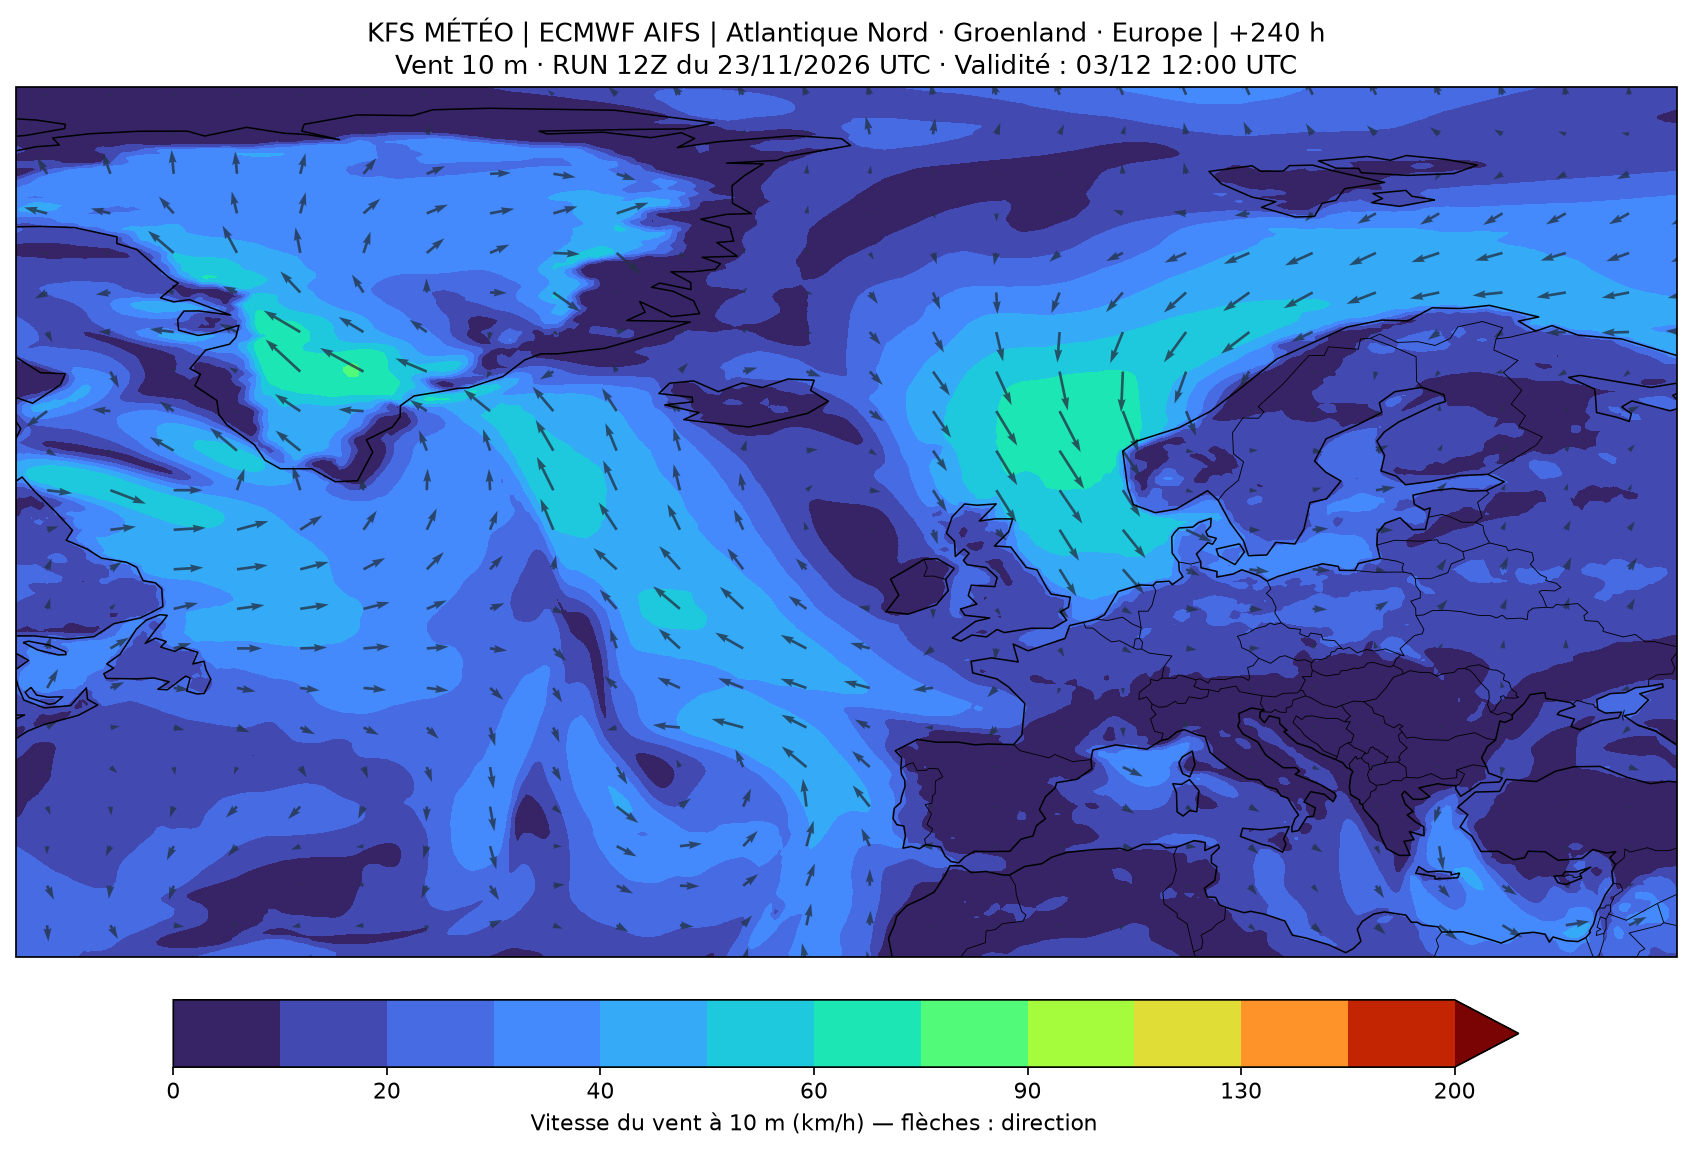 KFS MÉTÉO | ECMWF AIFS | Atlantique Nord · Groenland · Europe | +240 h
Vent 10 m · RUN 12Z du 23/11/2026 UTC · Validité : 03/12 12:00 UTC
0 20 40 60 90 130 200
Vitesse du vent à 10 m (km/h) — flèches : direction